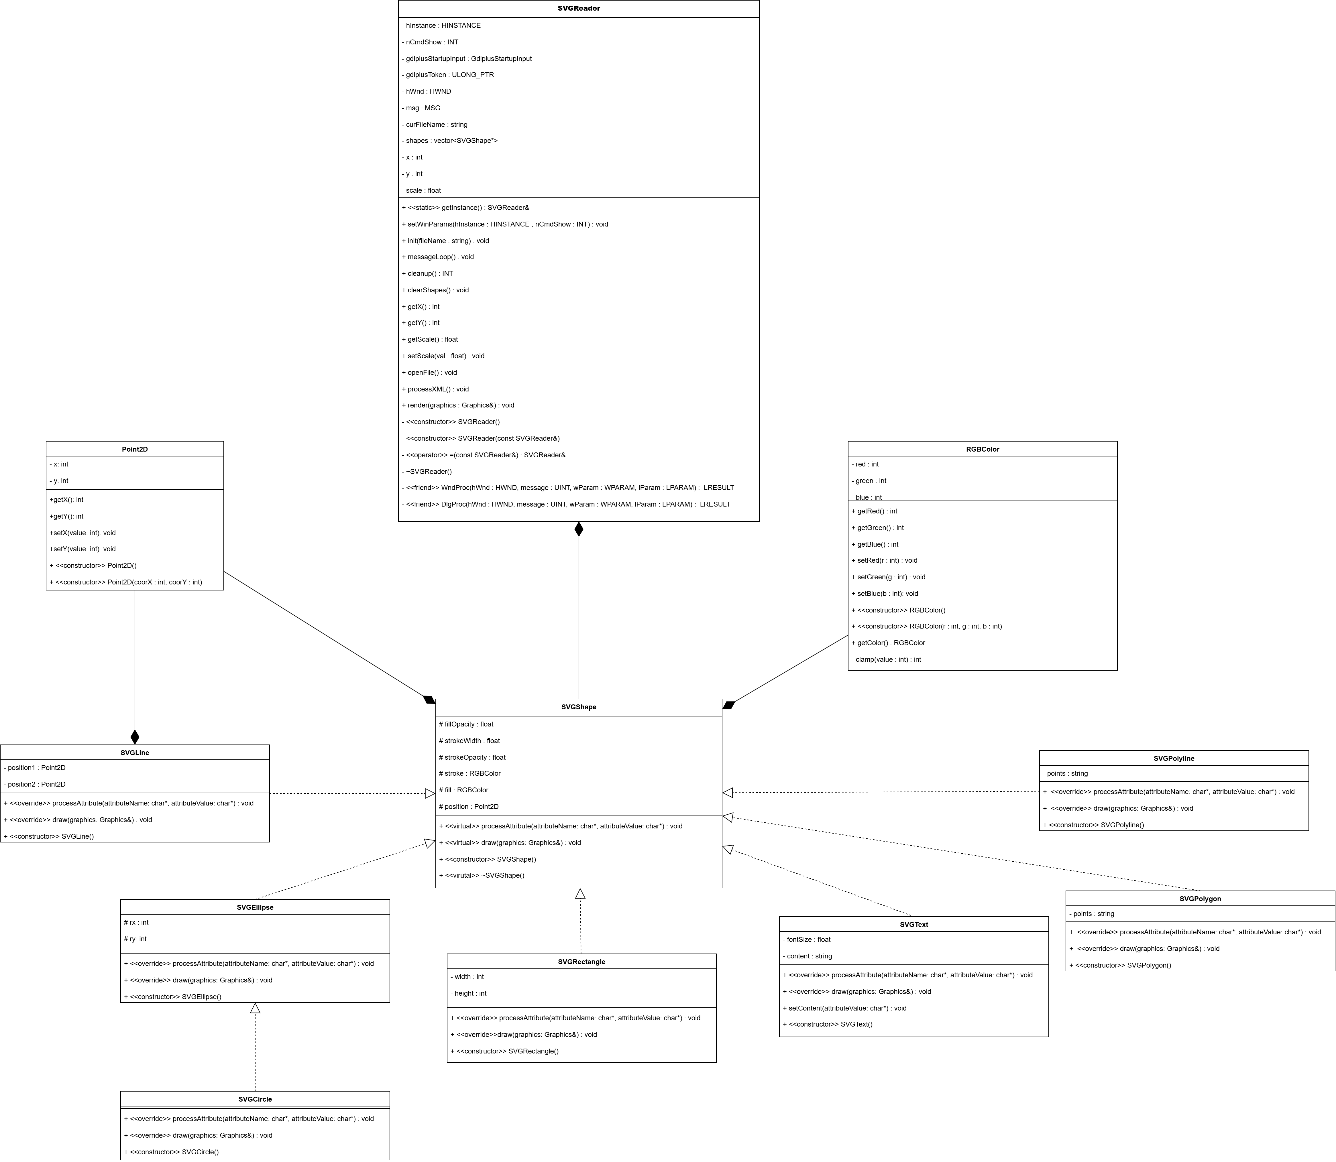 SVGReader
- hInstance : HINSTANCE
- nCmdShow : INT
- gdiplusStartupInput : GdiplusStartupInput
- gdiplusToken : ULONG_PTR
- hWnd : HWND
- msg : MSG
- curFileName : string
- shapes : vector<SVGShape*>
- x : int
- y : int
- scale : float
+ <<static>> getInstance() : SVGReader&
+ setWinParams(hInstance : HINSTANCE , nCmdShow : INT) : void
+ init(fileName : string) : void
+ messageLoop() : void
+ cleanup() : INT
+ clearShapes() : void
+ getX() : int
+ getY() : int
+ getScale() : float
+ setScale(val : float) : void
+ openFile() : void
+ processXML() : void
+ render(graphics : Graphics&) : void
- <<constructor>> SVGReader()
- <<constructor>> SVGReader(const SVGReader&)
- <<operator>> =(const SVGReader&) : SVGReader&
- ~SVGReader()
- <<friend>> WndProc(hWnd : HWND, message : UINT, wParam : WPARAM, lParam : LPARAM) : LRESULT
- <<friend>> DlgProc(hWnd : HWND, message : UINT, wParam : WPARAM, lParam : LPARAM) : LRESULT
Point2D
- x: int
- y: int
+getX(): int
+getY(): int
+setX(value: int): void
+setY(value: int): void
+ <<constructor>> Point2D()
+ <<constructor>> Point2D(coorX : int, coorY : int)
RGBColor
- red : int
- green : int
- blue : int
+ getRed() : int
+ getGreen() : int
+ getBlue() : int
+ setRed(r : int) : void
+ setGreen(g : int) : void
+ setBlue(b : int): void
+ <<constructor>> RGBColor()
+ <<constructor>> RGBColor(r : int, g : int, b : int)
+ getColor() : RGBColor
- clamp(value : int) : int
SVGShape
# fillOpacity : float
# strokeWidth : float
# strokeOpacity : float
# stroke : RGBColor
# fill : RGBColor
# position : Point2D
+ <<virtual>> processAttribute(attributeName: char*, attributeValue: char*) : void
+ <<virtual>> draw(graphics: Graphics&) : void
+ <<constructor>> SVGShape()
+ <<virutal>> ~SVGShape()
SVGLine
- position1 : Point2D
- position2 : Point2D
+ <<override>> processAttribute(attributeName: char*, attributeValue: char*) : void
+ <<override>> draw(graphics: Graphics&) : void
+ <<constructor>> SVGLine()
SVGPolyline
- points : string
+ <<override>> processAttribute(attributeName: char*, attributeValue: char*) : void
+ <<override>> draw(graphics: Graphics&) : void
+ <<constructor>> SVGPolyline()
SVGEllipse
# rx : int
# ry: int
+ <<override>> processAttribute(attributeName: char*, attributeValue: char*) : void
+ <<override>> draw(graphics: Graphics&) : void
+ <<constructor>> SVGEllipse()
SVGRectangle
- width : int
- height : int
+ <<override>> processAttribute(attributeName: char*, attributeValue: char*) : void
+ <<override>>draw(graphics: Graphics&) : void
+ <<constructor>> SVGRectangle()
SVGText
- fontSize : float
- content : string
+ <<override>> processAttribute(attributeName: char*, attributeValue: char*) : void
+ <<override>> draw(graphics: Graphics&) : void
+ setContent(attributeValue: char*) : void
+ <<constructor>> SVGText()
SVGPolygon
- points : string
+ <<override>> processAttribute(attributeName: char*, attributeValue: char*) : void
+ <<override>> draw(graphics: Graphics&) : void
+ <<constructor>> SVGPolygon()
SVGCircle
+ <<override>> processAttribute(attributeName: char*, attributeValue: char*) : void
+ <<override>> draw(graphics: Graphics&) : void
+ <<constructor>> SVGCircle()